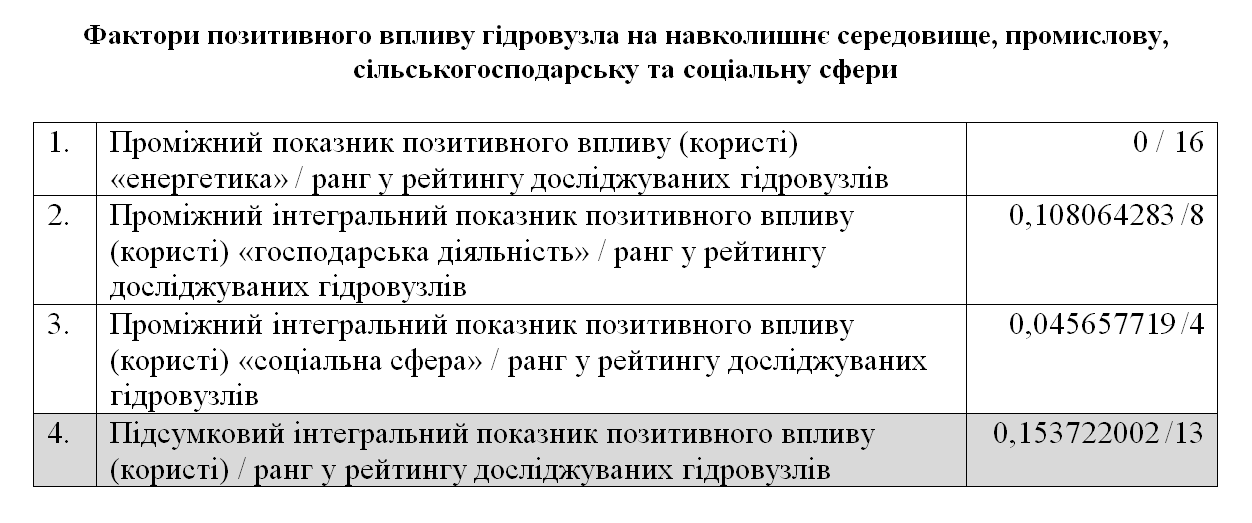 Фактори позитивного впливу гідровузла на навколишнє середовище, промислову,
сільськогосподарську та соціальну сфери
1. Проміжний показник позитивного впливу (користі) 0 / 16
«енергетика» / ранг у рейтингу досліджуваних гідровузлів
2. Проміжний інтегральний показник позитивного впливу 0,108064283 /8
(користі) «господарська діяльність» / ранг у рейтингу
досліджуваних гідровузлів
3. Проміжний інтегральний показник позитивного впливу 0,045657719 /4
(користі) «соціальна сфера» / ранг у рейтингу досліджуваних
гідровузлів
4. Підсумковий інтегральний показник позитивного впливу 0,153722002 /13
(користі) / ранг у рейтингу досліджуваних гідровузлів